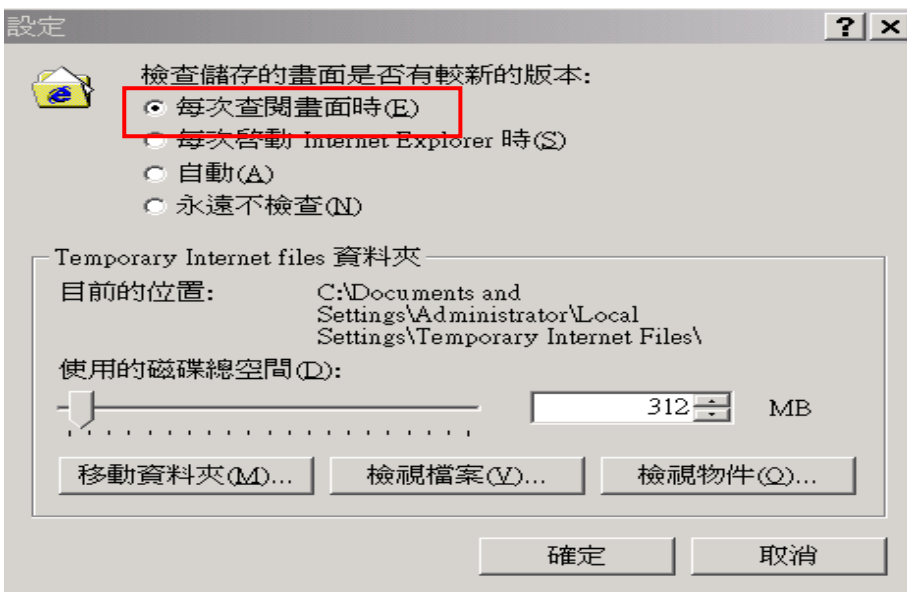 設定
檢查儲存的畫面是否有較新的版本:
每次查閱畫面時(E)
每次啓動 Internet Explorer 時(S)
自動(A)
永遠不檢查(N)
Temporary Internet files 資料夾
目前的位置: C:\Documents and
Settings\Administrator\Local
Settings\Temporary Internet Files\
使用的磁碟總空間(D):
312 MB
移動資料夾(M)... 檢視檔案(V)... 檢視物件(O)...
確定 取消